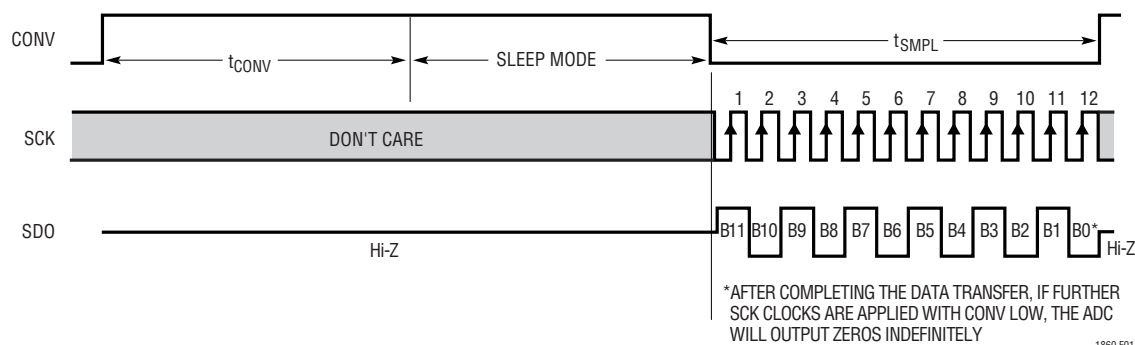 CONV
tCONV
SLEEP MODE
tSMPL
1 2 3 4 5 6 7 8 9 10 11 12
SCK
DON'T CARE
SDO
Hi-Z
B11 B10 B9 B8 B7 B6 B5 B4 B3 B2 B1 B0*
Hi-Z
*AFTER COMPLETING THE DATA TRANSFER, IF FURTHER
SCK CLOCKS ARE APPLIED WITH CONV LOW, THE ADC
WILL OUTPUT ZEROS INDEFINITELY
1860 F01